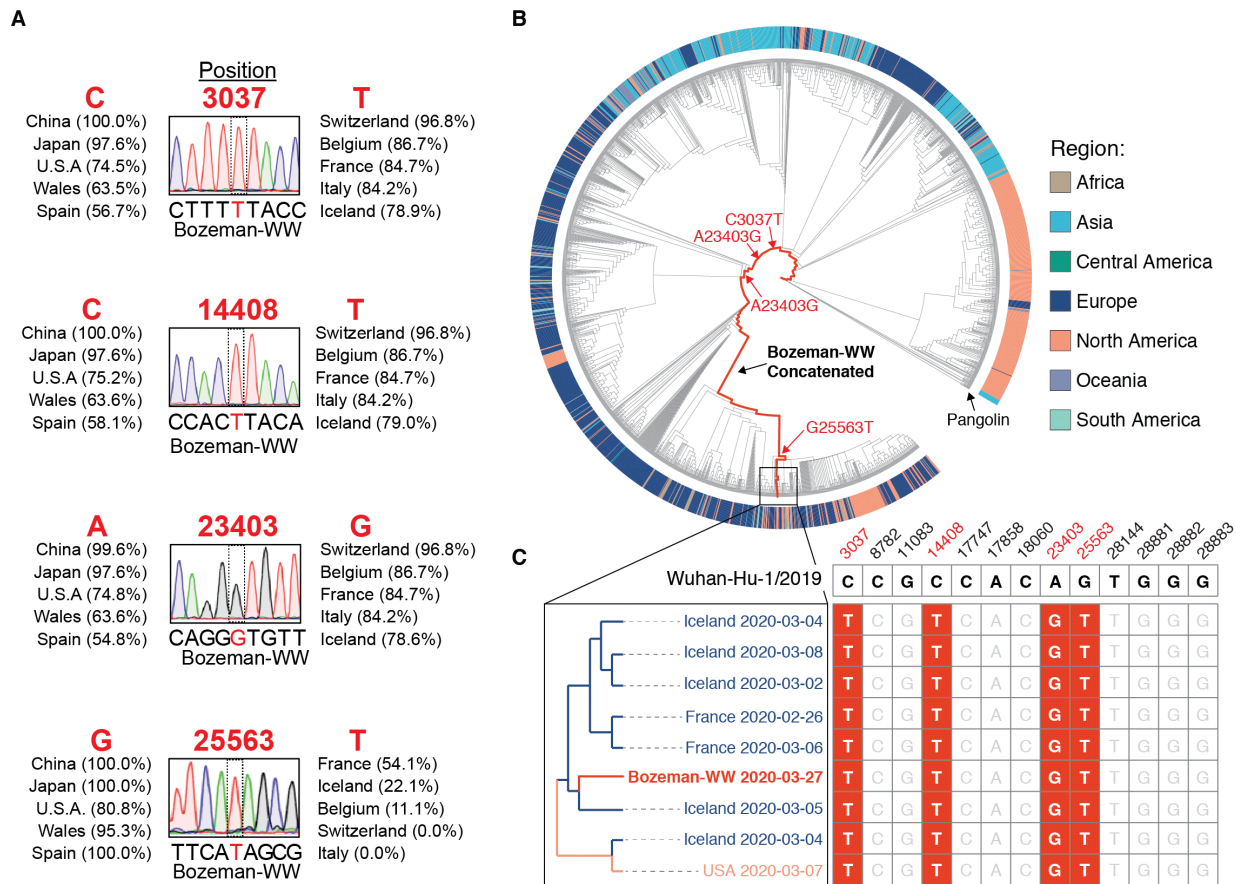 A
Position
C
3037
T
China (100.0%)
Japan (97.6%)
U.S.A (74.5%)
Wales (63.5%)
Spain (56.7%)
Switzerland (96.8%)
Belgium (86.7%)
France (84.7%)
Italy (84.2%)
Iceland (78.9%)
CTTTTTACC
Bozeman-WW
C
14408
T
China (100.0%)
Japan (97.6%)
U.S.A (75.2%)
Wales (63.6%)
Spain (58.1%)
Switzerland (96.8%)
Belgium (86.7%)
France (84.7%)
Italy (84.2%)
Iceland (79.0%)
CCACTTACA
Bozeman-WW
A
23403
G
China (99.6%)
Japan (97.6%)
U.S.A (74.8%)
Wales (63.6%)
Spain (54.8%)
Switzerland (96.8%)
Belgium (86.7%)
France (84.7%)
Italy (84.2%)
Iceland (78.6%)
CAGGGTGTT
Bozeman-WW
G
25563
T
China (100.0%)
Japan (100.0%)
U.S.A. (80.8%)
Wales (95.3%)
Spain (100.0%)
France (54.1%)
Iceland (22.1%)
Belgium (11.1%)
Switzerland (0.0%)
Italy (0.0%)
TTCATAGCG
Bozeman-WW
B
C3037T
A23403G
A23403G
Bozeman-WW
Concatenated
G25563T
Pangolin
Region:
Africa
Asia
Central America
Europe
North America
Oceania
South America
C
3037 8782 11083 14408 17747 17858 18060 23403 25563 28144 28881 28882 28883
Wuhan-Hu-1/2019 C C G C C A C A G T G G G
Iceland 2020-03-04 T C G T C A C G T T G G G
Iceland 2020-03-08 T C G T C A C G T T G G G
Iceland 2020-03-02 T C G T C A C G T T G G G
France 2020-02-26 T C G T C A C G T T G G G
France 2020-03-06 T C G T C A C G T T G G G
Bozeman-WW 2020-03-27 T C G T C A C G T T G G G
Iceland 2020-03-05 T C G T C A C G T T G G G
Iceland 2020-03-04 T C G T C A C G T T G G G
USA 2020-03-07 T C G T C A C G T T G G G